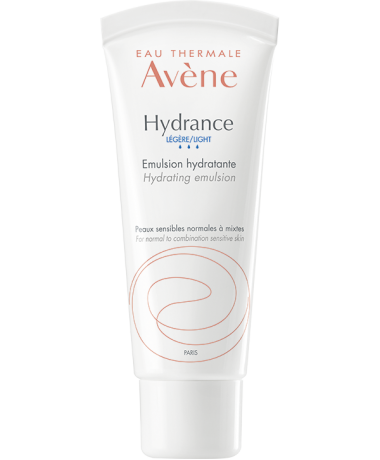 EAU THERMALE
Avène
Hydrance
LÉGÈRE/LIGHT
Emulsion hydratante
Hydrating emulsion
Peaux sensibles normales à mixtes
For normal to combination sensitive skin
PARIS